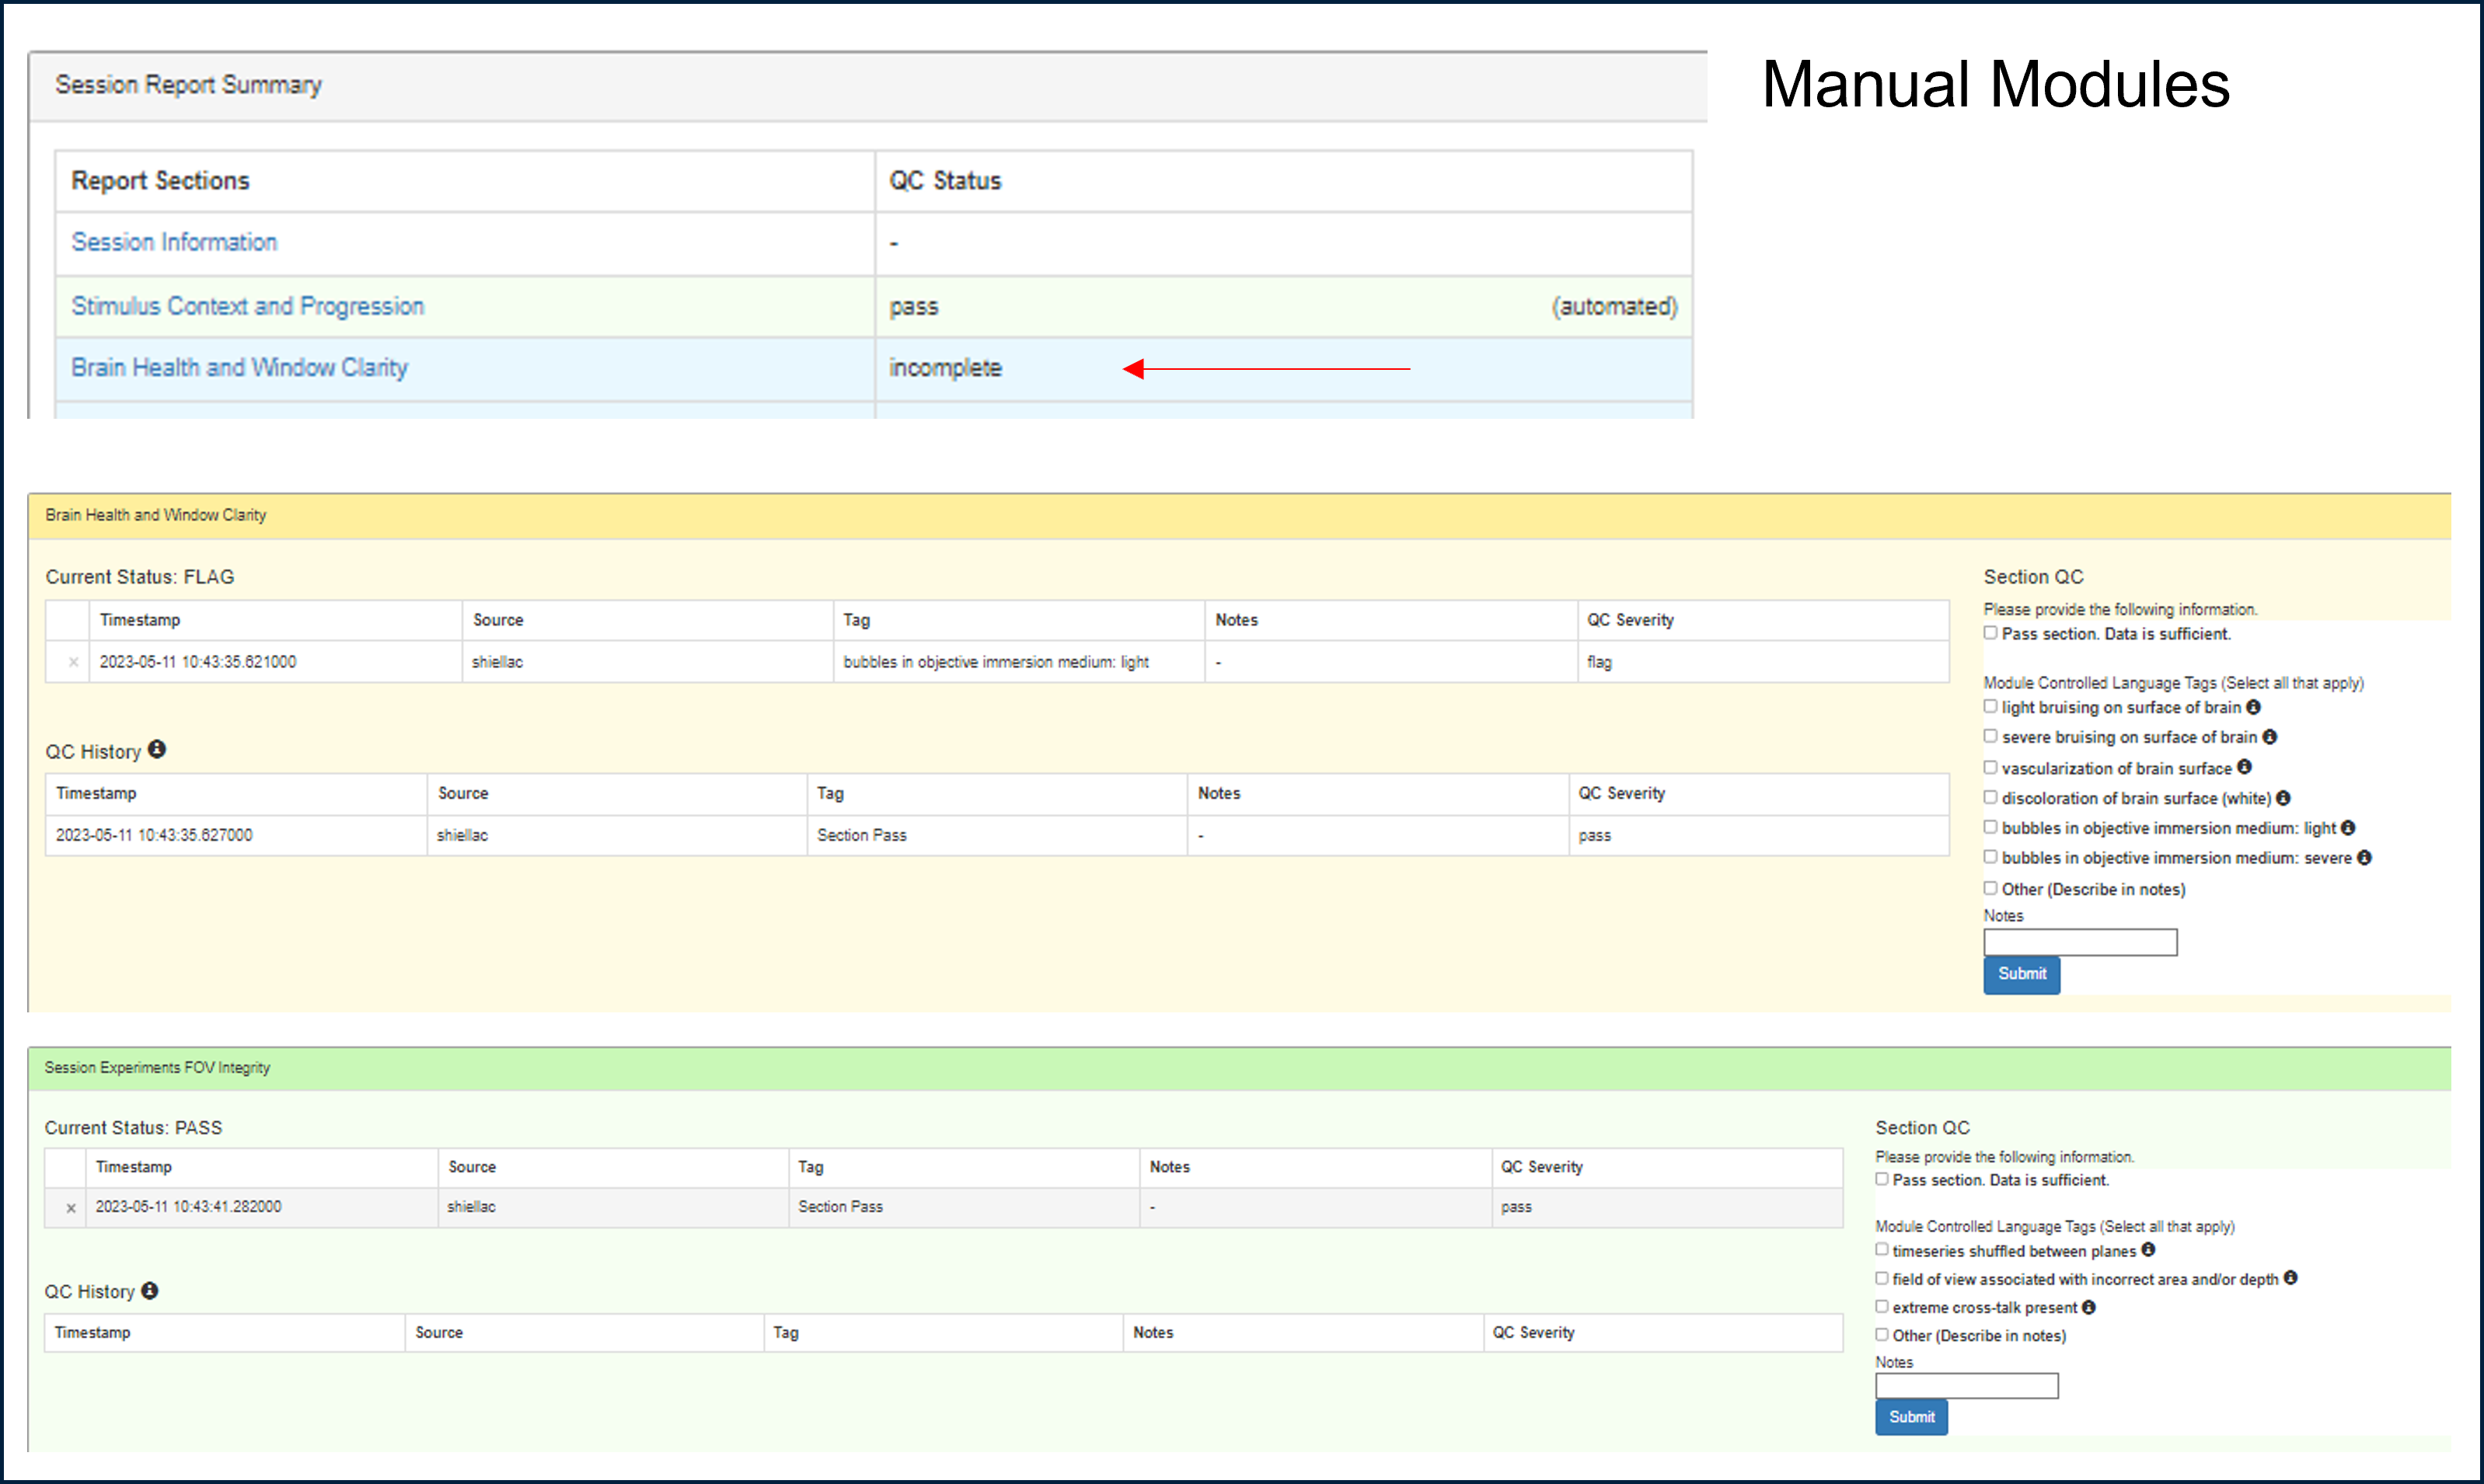 Manual Modules
Session Report Summary
Report Sections QC Status
Session Information -
Stimulus Context and Progression pass (automated)
Brain Health and Window Clarity incomplete
Brain Health and Window Clarity
Current Status: FLAG
Timestamp Source Tag Notes QC Severity
× 2023-05-11 10:43:35.621000 shiellac bubbles in objective immersion medium: light - flag
QC History
Timestamp Source Tag Notes QC Severity
2023-05-11 10:43:35.627000 shiellac Section Pass - pass
Section QC
Please provide the following information.
Pass section. Data is sufficient.
Module Controlled Language Tags (Select all that apply)
light bruising on surface of brain
severe bruising on surface of brain
vascularization of brain surface
discoloration of brain surface (white)
bubbles in objective immersion medium: light
bubbles in objective immersion medium: severe
Other (Describe in notes)
Notes
Submit
Session Experiments FOV Integrity
Current Status: PASS
Timestamp Source Tag Notes QC Severity
× 2023-05-11 10:43:41.282000 shiellac Section Pass - pass
QC History
Timestamp Source Tag Notes QC Severity
Section QC
Please provide the following information.
Pass section. Data is sufficient.
Module Controlled Language Tags (Select all that apply)
timeseries shuffled between planes
field of view associated with incorrect area and/or depth
extreme cross-talk present
Other (Describe in notes)
Notes
Submit